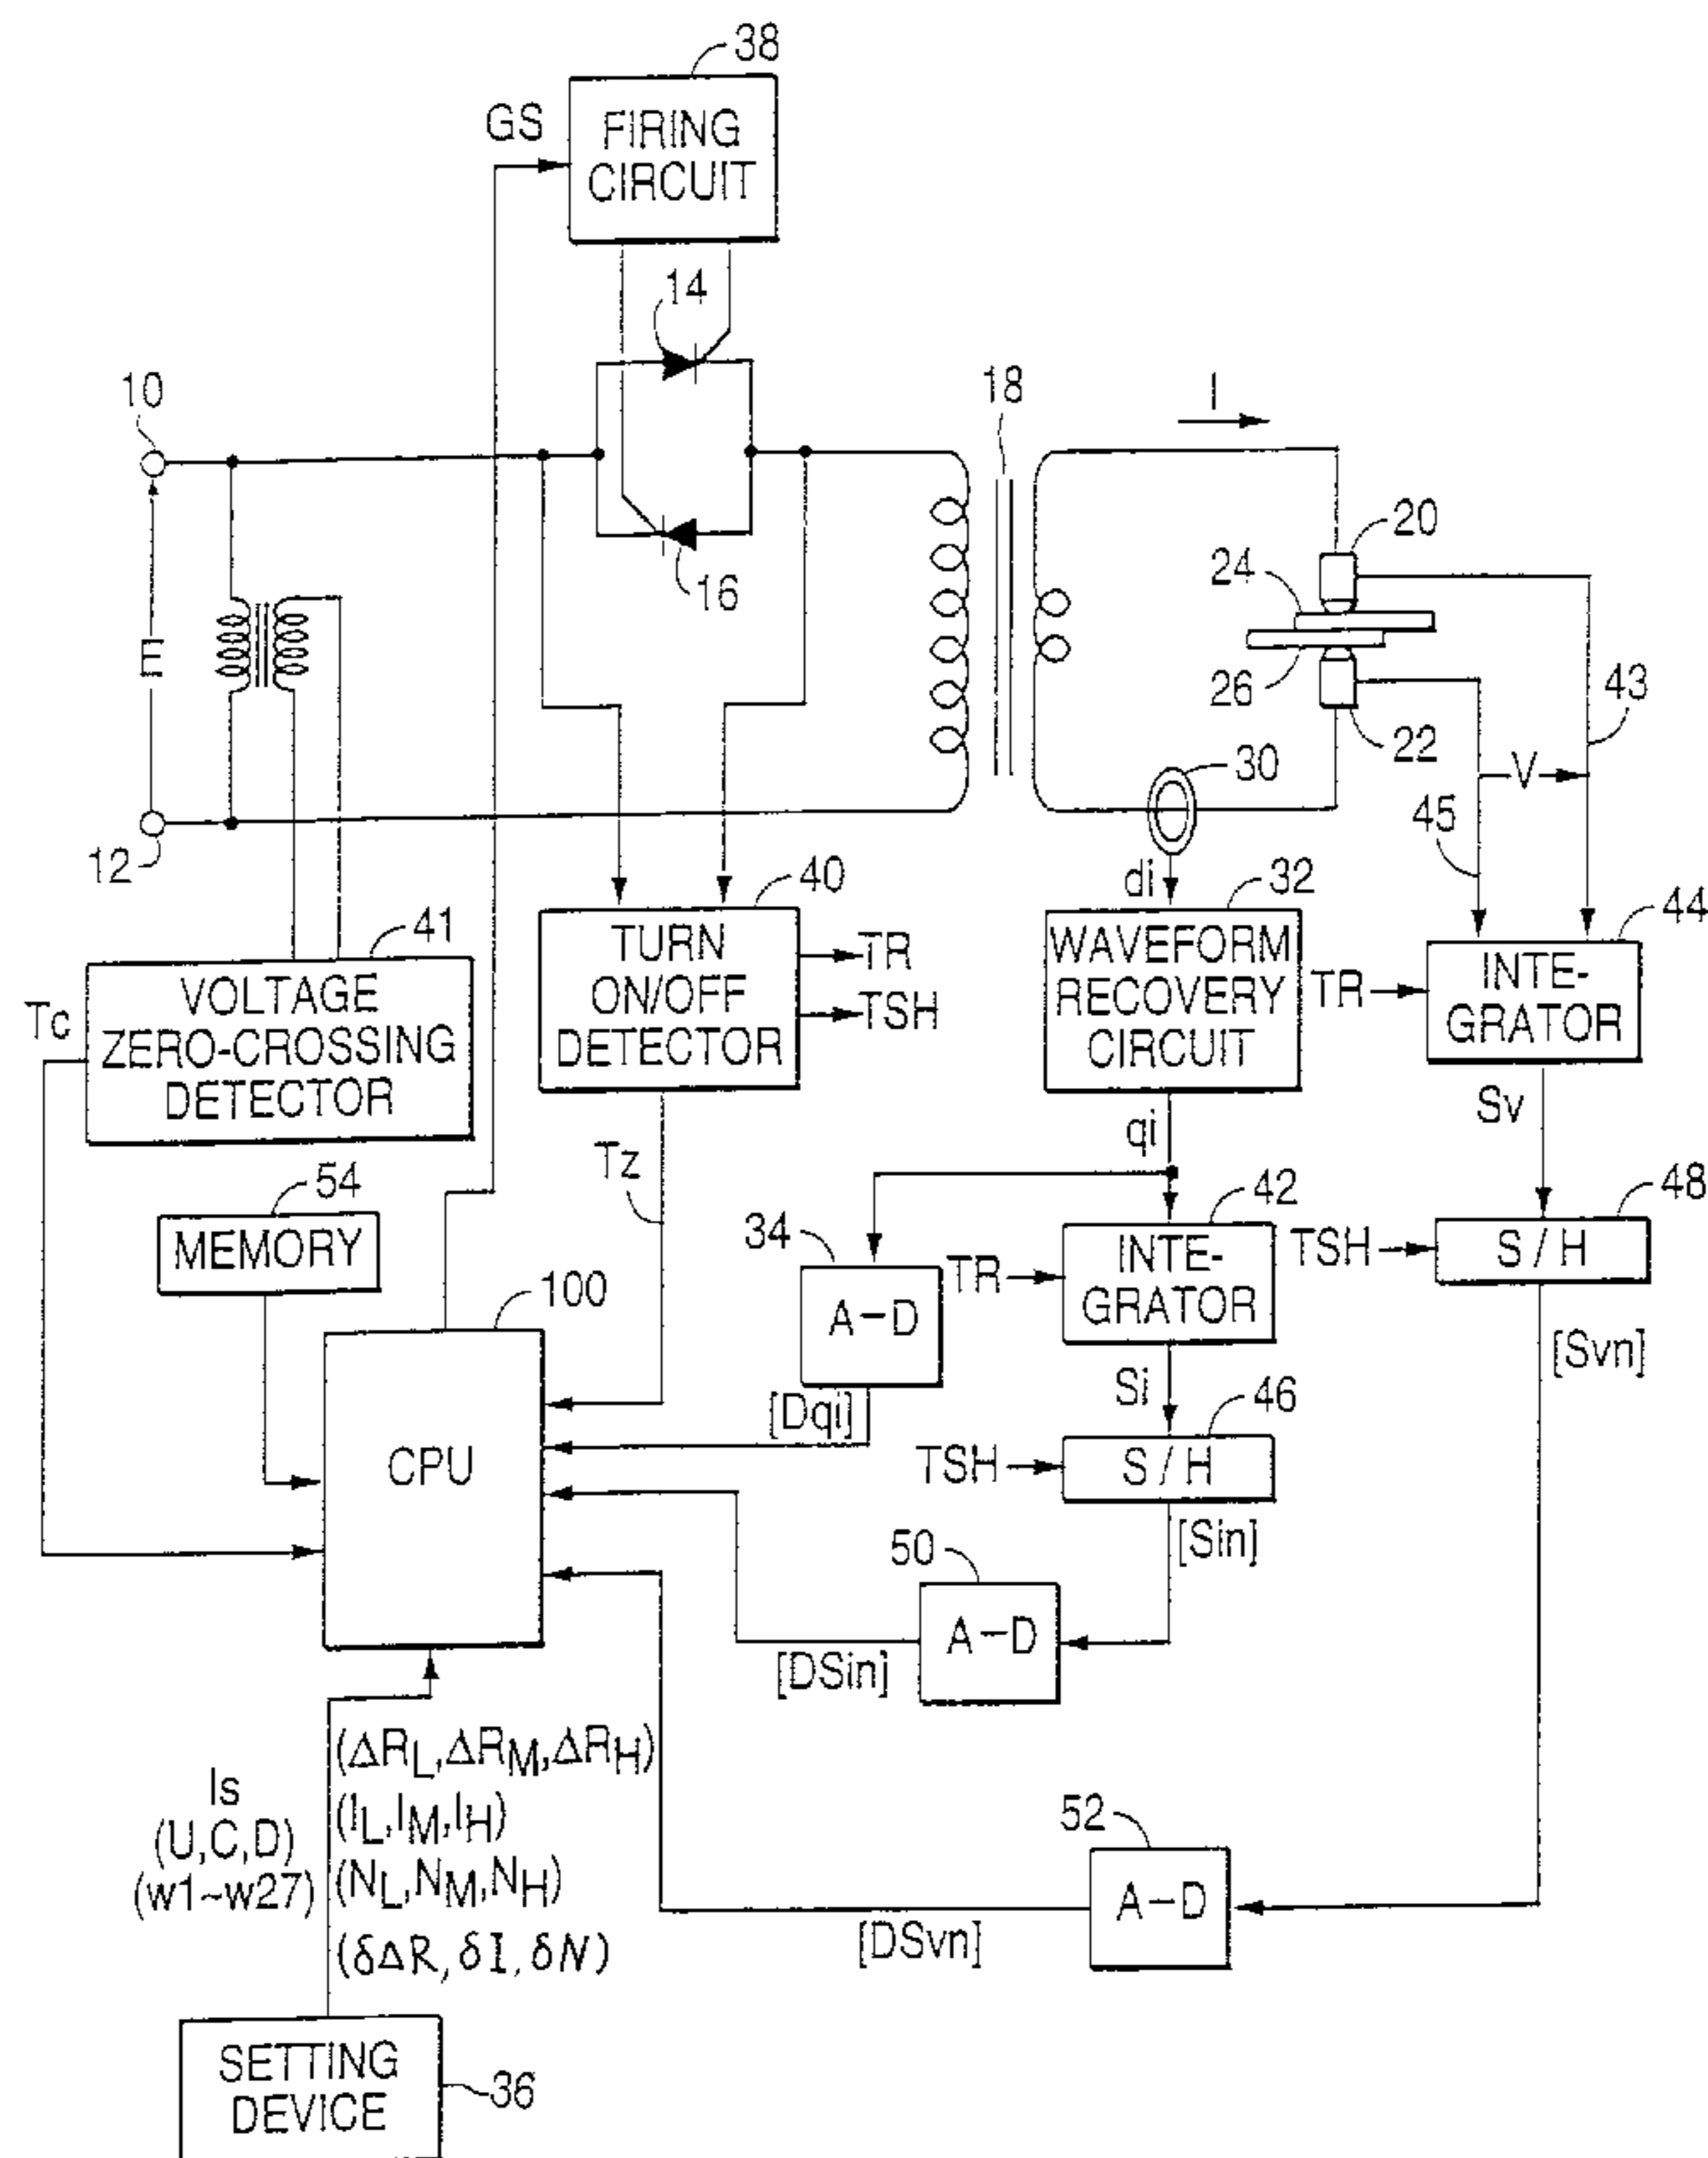 38
GS
FIRING
CIRCUIT
14
10
18
I
16
20
24
26
22
E
43
V
45
30
12
di
32
44
40
41
TURN
ON/OFF
DETECTOR
TR
TSH
WAVEFORM
RECOVERY
CIRCUIT
TR
INTE-
GRATOR
Tc
VOLTAGE
ZERO-CROSSING
DETECTOR
qi
Sv
Tz
54
MEMORY
34
42
48
TR
INTE-
GRATOR
TSH
S / H
A-D
100
[Svn]
Si
[Dqi]
46
CPU
TSH
S / H
[Sin]
50
A-D
[DSin]
(ΔRL,ΔRM,ΔRH)
Is
(U,C,D)
(w1~w27)
(IL,IM,IH)
(NL,NM,NH)
(δΔR, δI, δN)
52
A-D
[DSvn]
SETTING
DEVICE
36